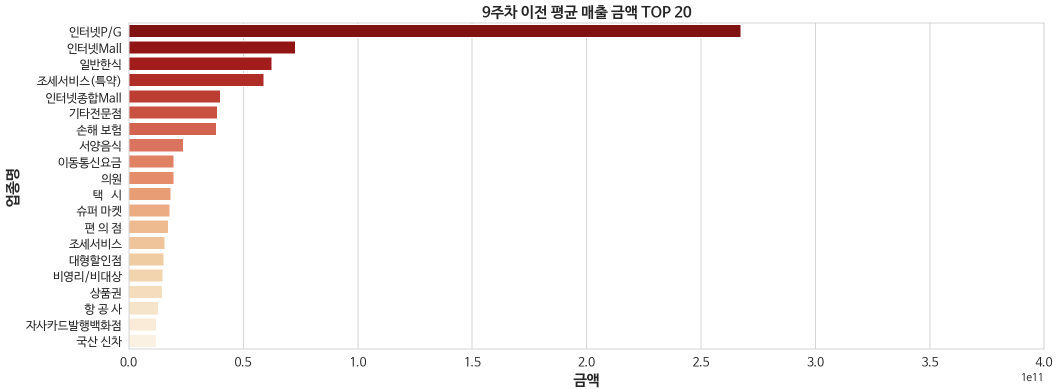 9주차 이전 평균 매출 금액 TOP 20
업종명
인터넷P/G
인터넷Mall
일반한식
조세서비스(특약)
인터넷종합Mall
기타전문점
손해 보험
서양음식
이동통신요금
의원
택 시
슈퍼 마켓
편 의 점
조세서비스
대형할인점
비영리/비대상
상품권
항 공 사
자사카드발행백화점
국산 신차
0.0 0.5 1.0 1.5 2.0 2.5 3.0 3.5 4.0
1e11
금액